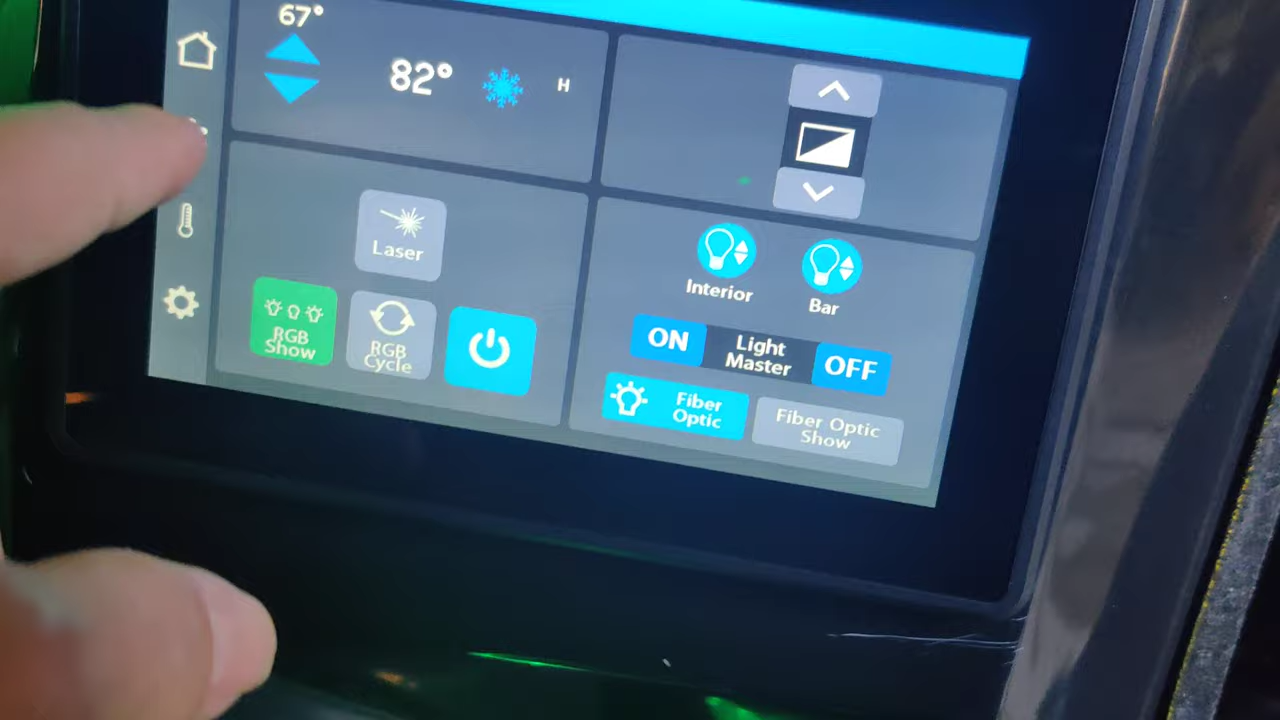 67°
82°
H
Laser
RGB
Show
RGB
Cycle
Interior
Bar
ON
Light
Master
OFF
Fiber
Optic
Fiber Optic
Show